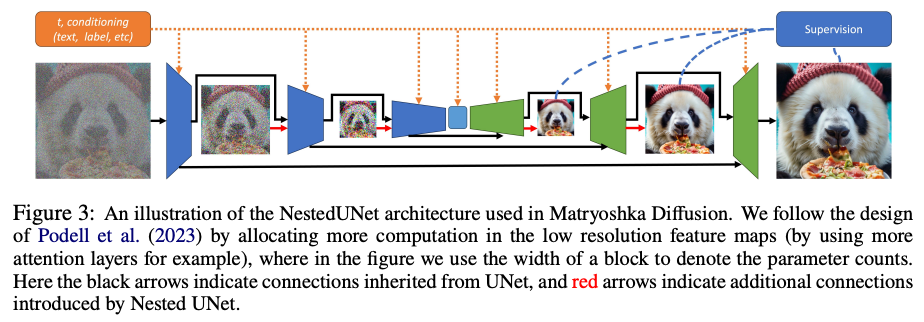 t, conditioning
(text, label, etc)
Supervision
Figure 3: An illustration of the NestedUNet architecture used in Matryoshka Diffusion. We follow the design
of Podell et al. (2023) by allocating more computation in the low resolution feature maps (by using more
attention layers for example), where in the figure we use the width of a block to denote the parameter counts.
Here the black arrows indicate connections inherited from UNet, and red arrows indicate additional connections
introduced by Nested UNet.